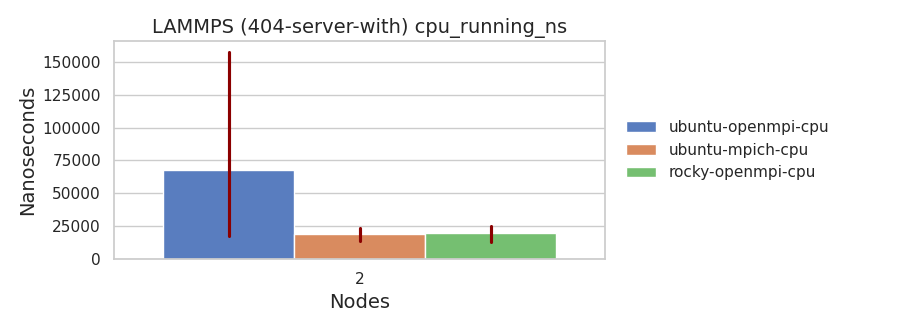 LAMMPS (404-server-with) cpu_running_ns
Nanoseconds
150000
125000
100000
75000
50000
25000
0
2
Nodes
ubuntu-openmpi-cpu
ubuntu-mpich-cpu
rocky-openmpi-cpu